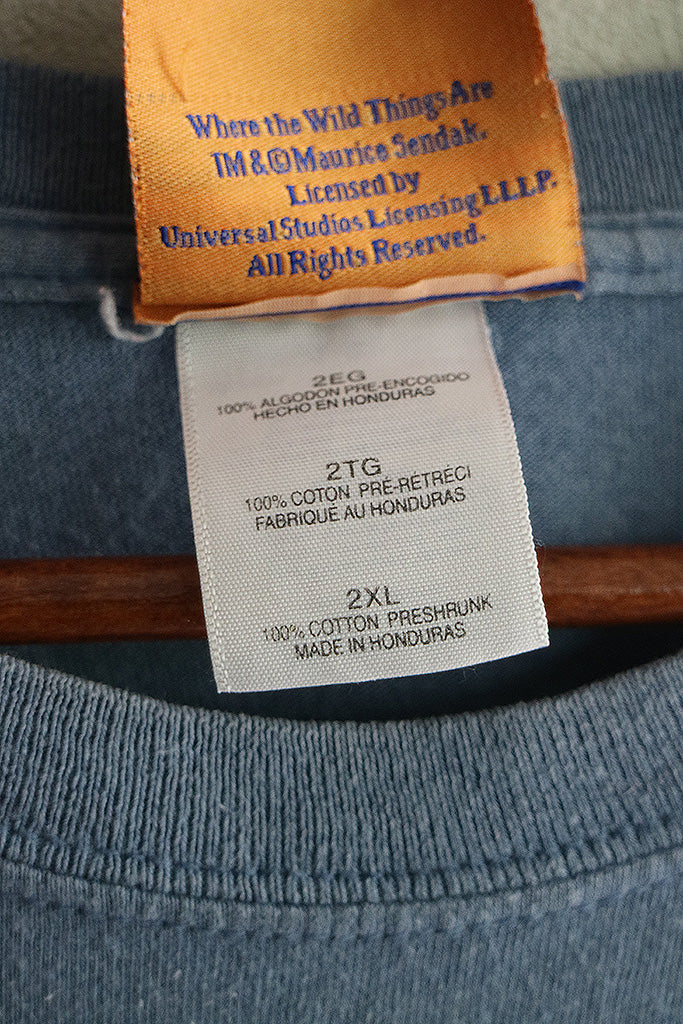 Where the Wild Things Are
TM & © Maurice Sendak.
Licensed by
Universal Studios Licensing L.L.L.P.
All Rights Reserved.
2EG
100% ALGODON PRE-ENCOGIDO
HECHO EN HONDURAS
2TG
100% COTON PRÉ-RÉTRÉCI
FABRIQUÉ AU HONDURAS
2XL
100% COTTON PRESHRUNK
MADE IN HONDURAS